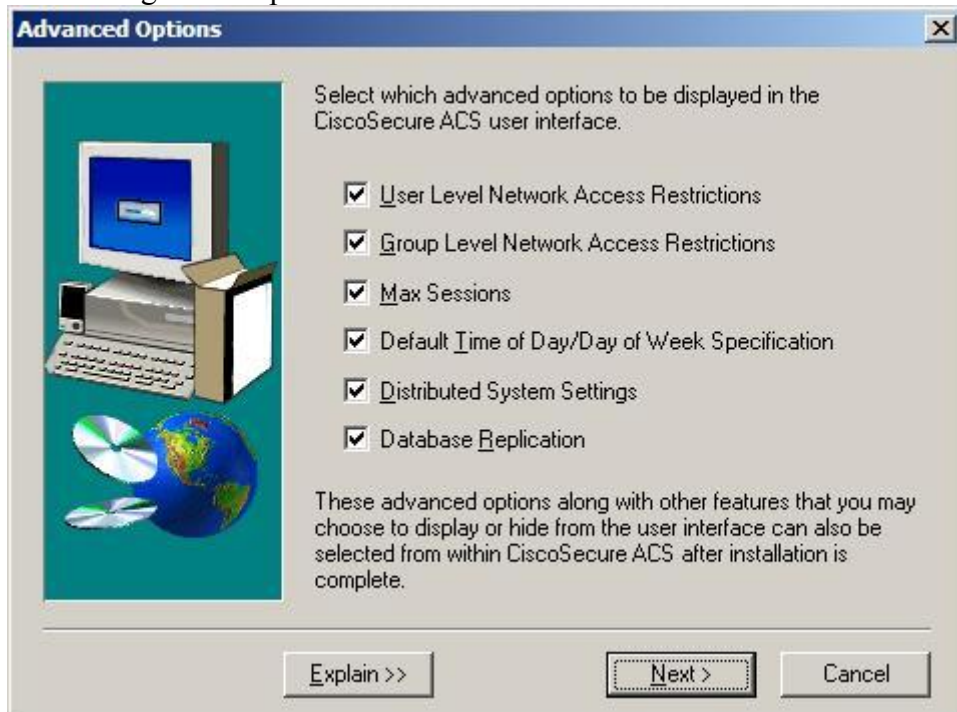 Advanced Options
Select which advanced options to be displayed in the
CiscoSecure ACS user interface.
User Level Network Access Restrictions
Group Level Network Access Restrictions
Max Sessions
Default Time of Day/Day of Week Specification
Distributed System Settings
Database Replication
These advanced options along with other features that you may
choose to display or hide from the user interface can also be
selected from within CiscoSecure ACS after installation is
complete.
Explain >>
Next >
Cancel